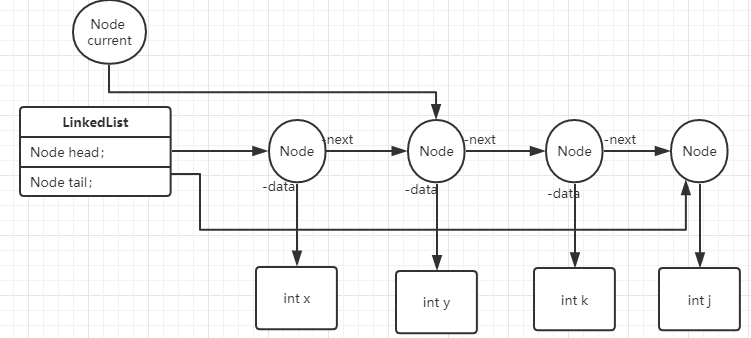 Node
current
LinkedList
Node head;
Node tail;
Node
-next
Node
-next
Node
-next
Node
-data
-data
-data
int x
int y
int k
int j